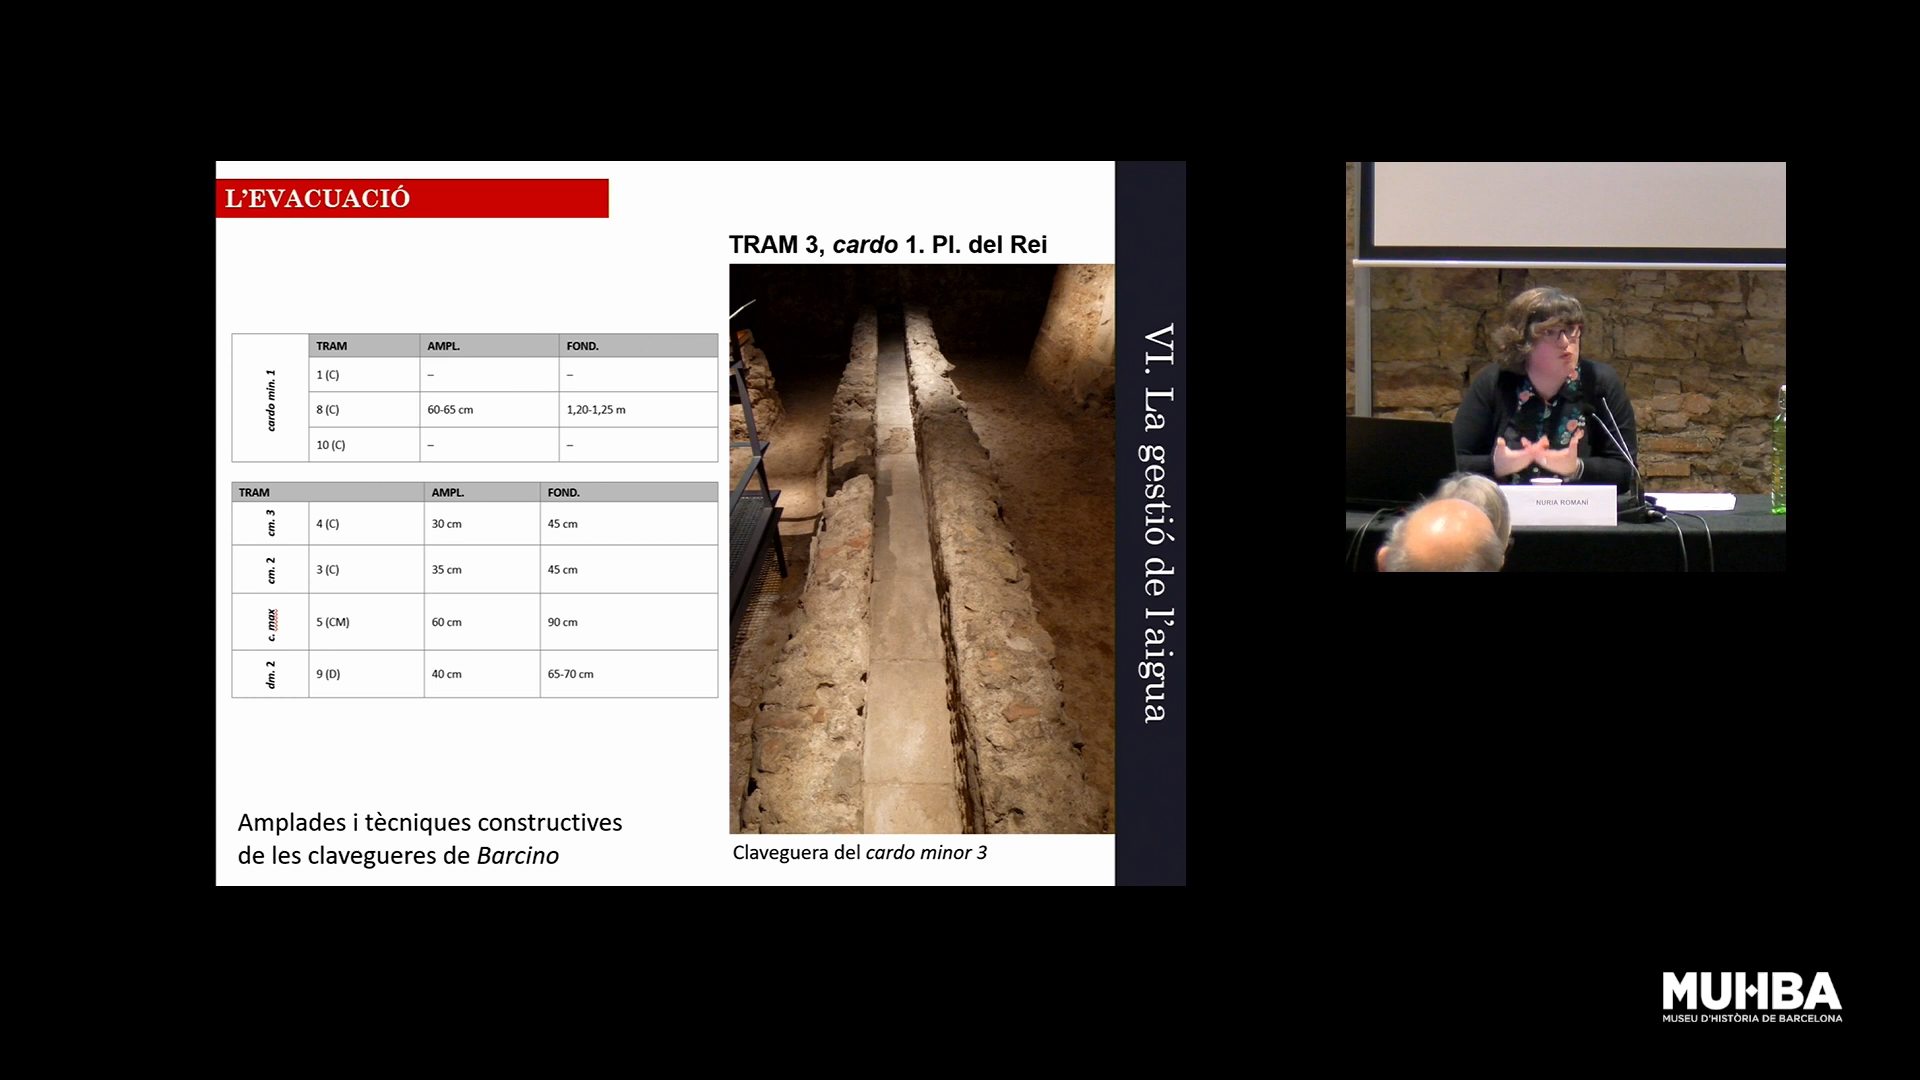 L'EVACUACIÓ
TRAM 3, cardo 1. Pl. del Rei
cardo min. 1
TRAM AMPL. FOND.
1 (C) – –
8 (C) 60-65 cm 1,20-1,25 m
10 (C) – –
TRAM AMPL. FOND.
cm. 3 4 (C) 30 cm 45 cm
cm. 2 3 (C) 35 cm 45 cm
c. max 5 (CM) 60 cm 90 cm
dm. 2 9 (D) 40 cm 65-70 cm
Amplades i tècniques constructives
de les clavegueres de Barcino
Claveguera del cardo minor 3
VI. La gestió de l'aigua
NURIA ROMANÍ
MUHBA
MUSEU D'HISTÒRIA DE BARCELONA